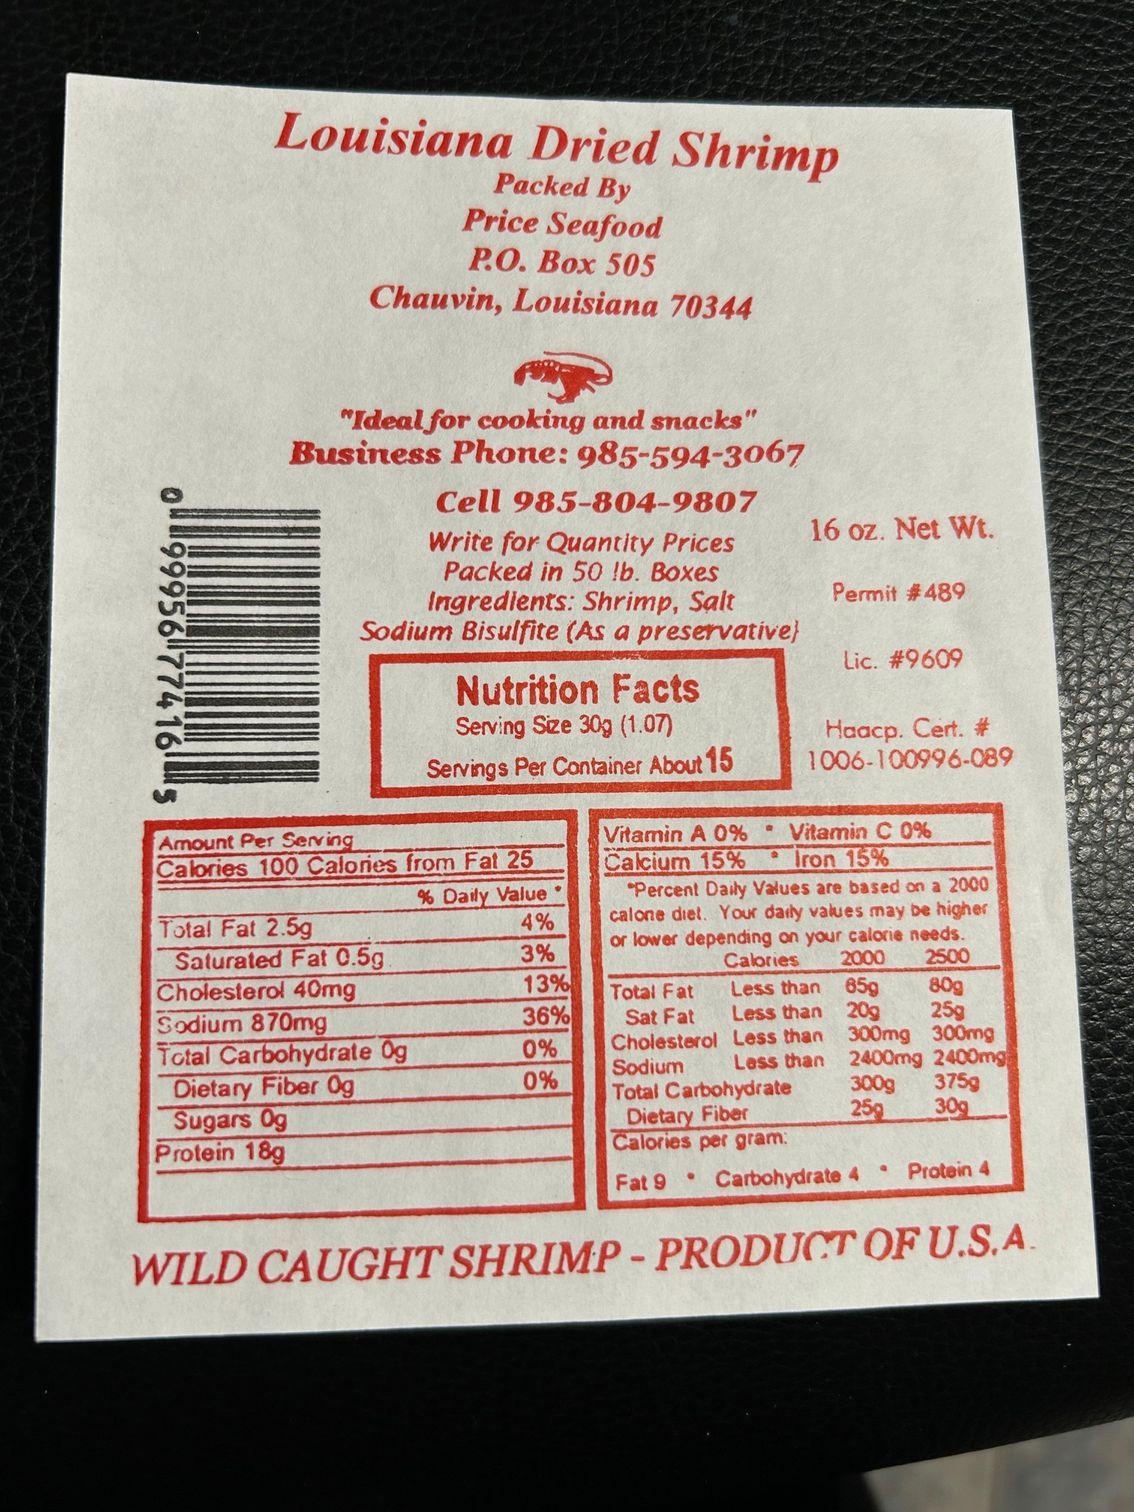 Louisiana Dried Shrimp
Packed By
Price Seafood
P.O. Box 505
Chauvin, Louisiana 70344
"Ideal for cooking and snacks"
Business Phone: 985-594-3067
Cell 985-804-9807
Write for Quantity Prices
Packed in 50 lb. Boxes
Ingredients: Shrimp, Salt
Sodium Bisulfite (As a preservative}
16 oz. Net Wt.
Permit #489
Lic. #9609
Haacp. Cert. #
1006-100996-089
0 99956 77416 5
Nutrition Facts
Serving Size 30g (1.07)
Servings Per Container About 15
Amount Per Serving
Calories 100 Calories from Fat 25
% Daily Value *
Total Fat 2.5g 4%
Saturated Fat 0.5g 3%
Cholesterol 40mg 13%
Sodium 870mg 36%
Total Carbohydrate 0g 0%
Dietary Fiber 0g 0%
Sugars 0g
Protein 18g
Vitamin A 0% * Vitamin C 0%
Calcium 15% * Iron 15%
*Percent Daily Values are based on a 2000
calorie diet. Your daily values may be higher
or lower depending on your calorie needs.
Calories 2000 2500
Total Fat Less than 65g 80g
Sat Fat Less than 20g 25g
Cholesterol Less than 300mg 300mg
Sodium Less than 2400mg 2400mg
Total Carbohydrate 300g 375g
Dietary Fiber 25g 30g
Calories per gram:
Fat 9 * Carbohydrate 4 * Protein 4
WILD CAUGHT SHRIMP - PRODUCT OF U.S.A.